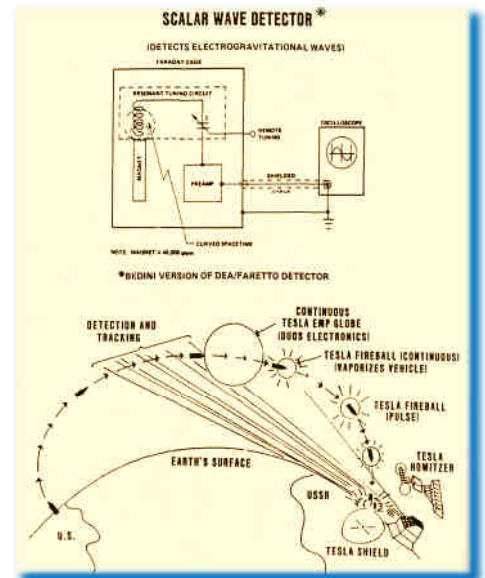 SCALAR WAVE DETECTOR*
(DETECTS ELECTROGRAVITATIONAL WAVES)
FARADAY CAGE
RESONANT TUNING CIRCUIT
OSCILLOSCOPE
REMOTE
TUNING
MAGNET
PREAMP
SHIELDED
CURVED SPACETIME
NOTE MAGNET =
*BEDINI VERSION OF DEA/FARETTO DETECTOR
CONTINUOUS
TESLA EMP GLOBE
(DUDS ELECTRONICS)
DETECTION AND
TRACKING
TESLA FIREBALL (CONTINUOUS)
(VAPORIZES VEHICLE)
TESLA FIREBALL
(PULSE)
TESLA
HOWITZER
EARTH'S SURFACE
USSR
U.S.
TESLA SHIELD